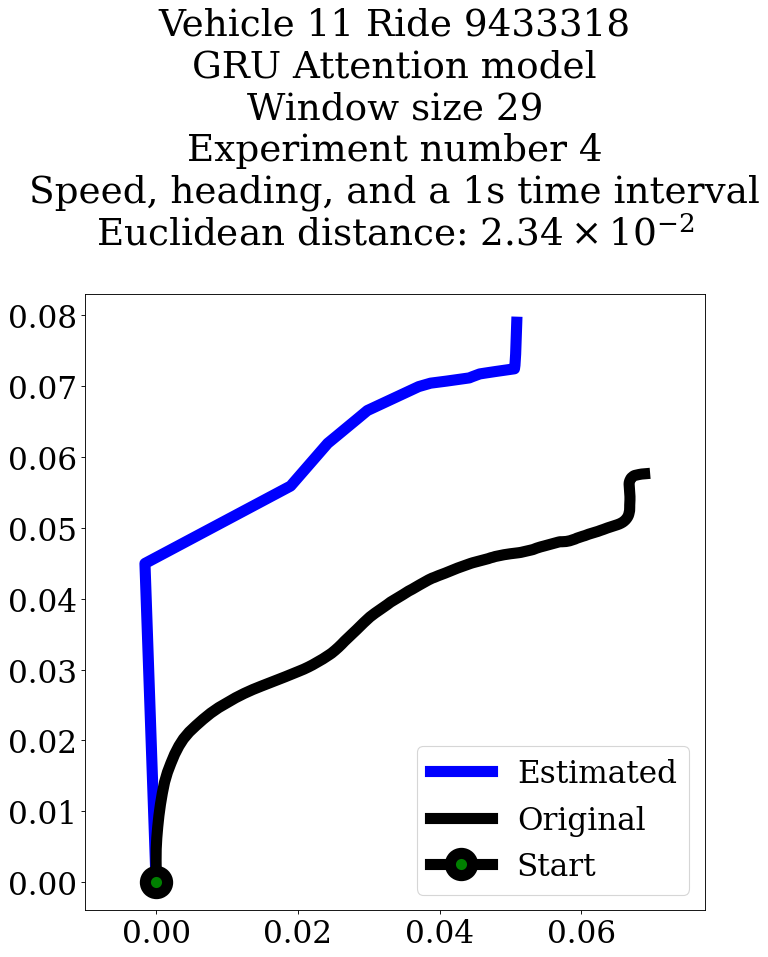 Vehicle 11 Ride 9433318
GRU Attention model
Window size 29
Experiment number 4
Speed, heading, and a 1s time interval
Euclidean distance: 2.34 × 10⁻²
0.08
0.07
0.06
0.05
0.04
0.03
0.02
0.01
0.00
Estimated
Original
Start
0.00 0.02 0.04 0.06